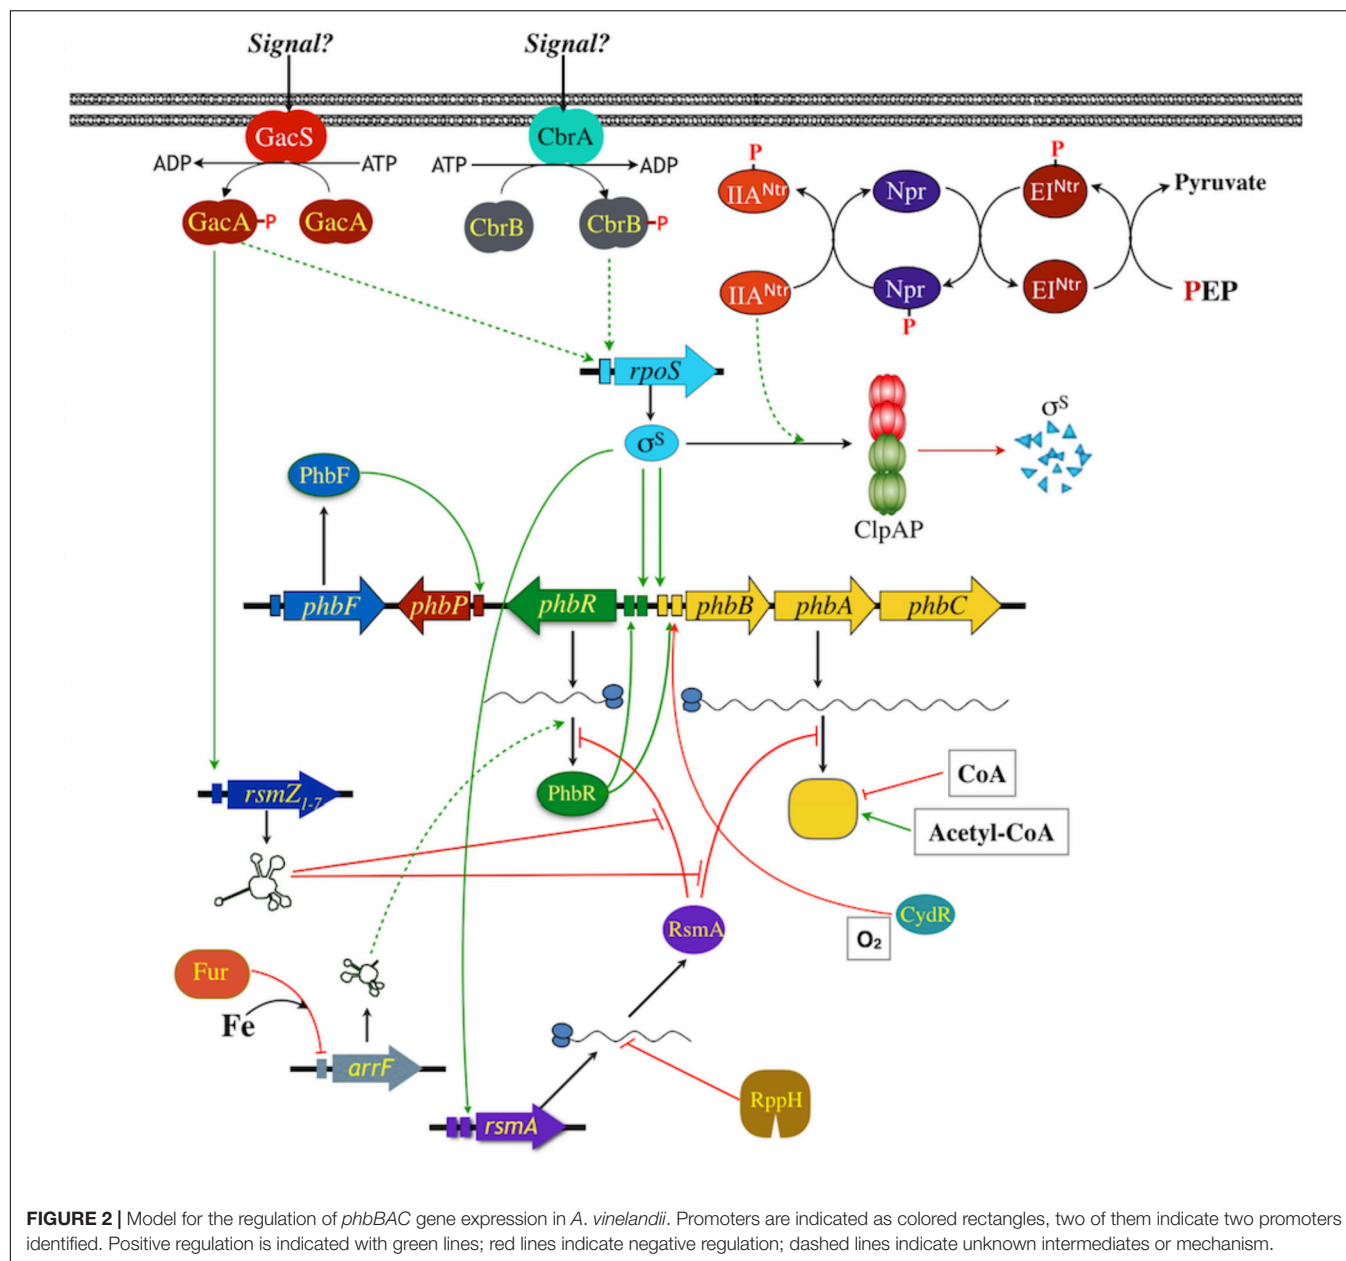 Signal?
Signal?
GacS
CbrA
ADP
ATP
ATP
ADP
GacA
-P
GacA
CbrB
CbrB
-P
P
IIANtr
Npr
P
EINtr
Pyruvate
IIANtr
Npr
P
EINtr
PEP
rpoS
σS
ClpAP
σS
PhbF
phbF
phbP
phbR
phbB
phbA
phbC
PhbR
CoA
Acetyl-CoA
rsmZ1-7
RsmA
CydR
O2
Fur
Fe
arrF
rsmA
RppH
FIGURE 2 | Model for the regulation of phbBAC gene expression in A. vinelandii. Promoters are indicated as colored rectangles, two of them indicate two promoters
identified. Positive regulation is indicated with green lines; red lines indicate negative regulation; dashed lines indicate unknown intermediates or mechanism.